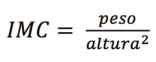 IMC = peso / altura²